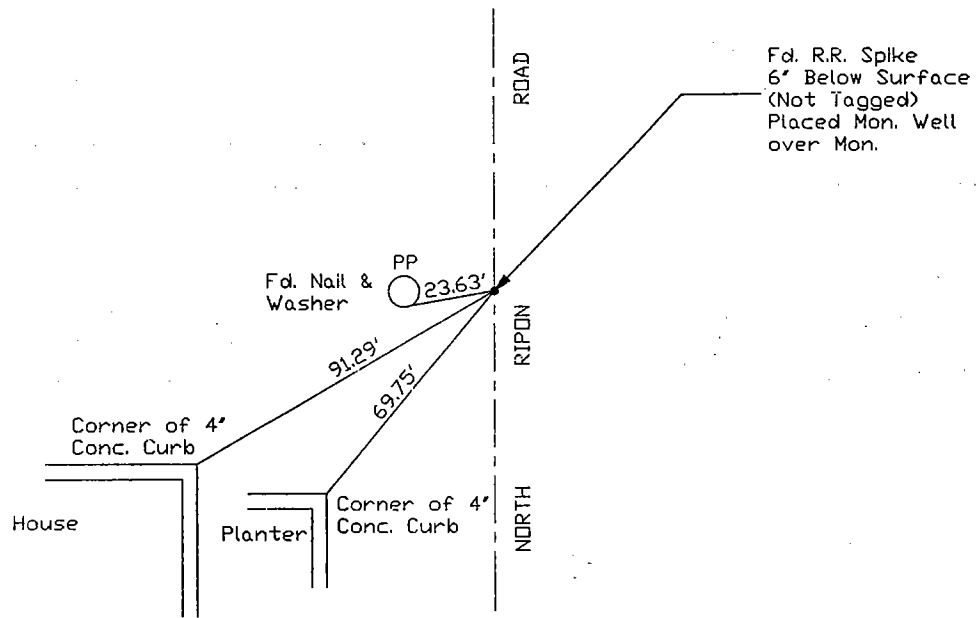 Fd. R.R. Spike
6" Below Surface
(Not Tagged)
Placed Mon. Well
over Mon.
ROAD
PP
Fd. Nail &
Washer
23.63'
RIPON
91.29'
69.75'
Corner of 4"
Conc. Curb
House
Planter
Corner of 4"
Conc. Curb
NORTH